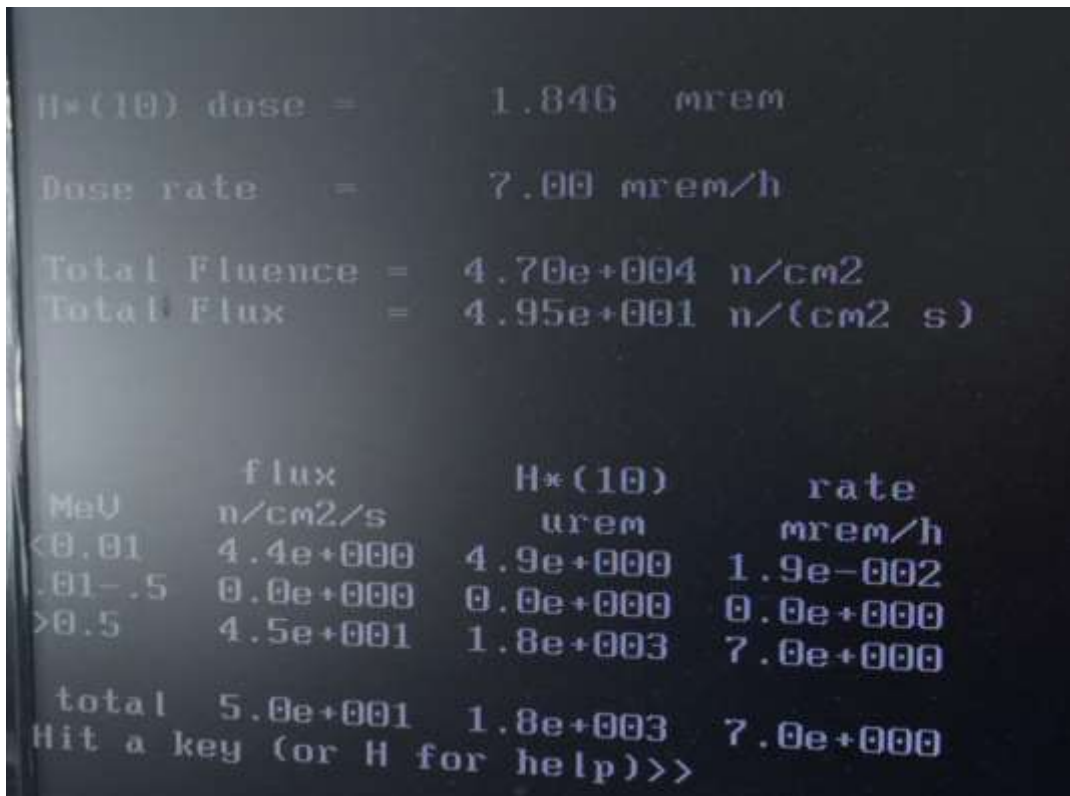 H*(10) dose = 1.846 mrem
Dose rate = 7.00 mrem/h
Total Fluence = 4.70e+004 n/cm2
Total Flux = 4.95e+001 n/(cm2 s)
flux H*(10) rate
MeV n/cm2/s urem mrem/h
<0.01 4.4e+000 4.9e+000 1.9e-002
.01-.5 0.0e+000 0.0e+000 0.0e+000
>0.5 4.5e+001 1.8e+003 7.0e+000
total 5.0e+001 1.8e+003 7.0e+000
Hit a key (or H for help)>>